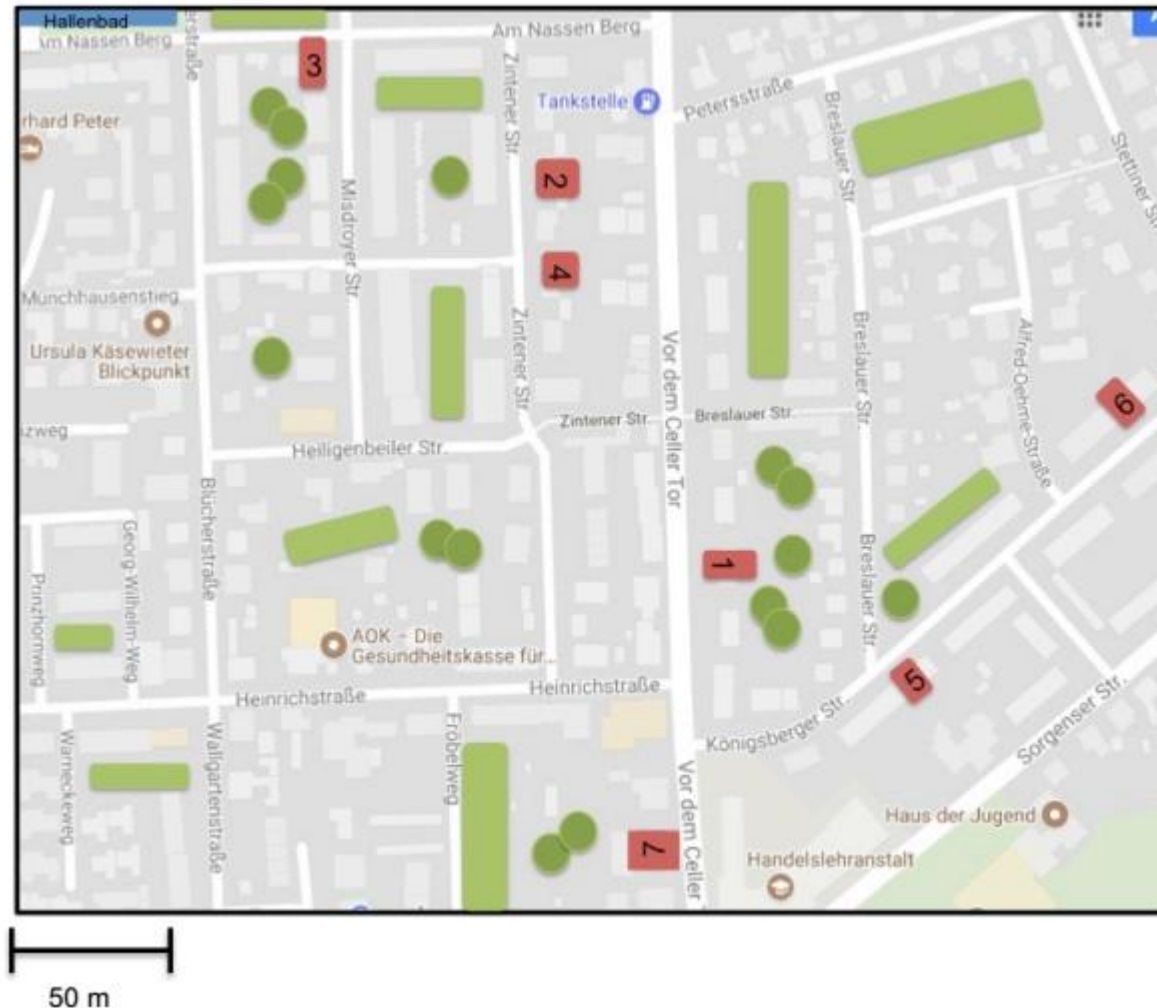 Hallenbad
Am Nassen Berg
Am Nassen Berg
3
Zintener Str.
Tankstelle
Petersstraße
Breslauer Str.
Stettiner Str
rhard Peter
2
Misdroyer Str.
4
Münchhausenstieg
Ursula Käsewieter
Blickpunkt
Zintener Str.
Vor dem Celler Tor
Breslauer Str.
Alfred-Oehme-Straße
6
izweg
Zintener Str.
Breslauer Str.
Heiligenbeiler Str.
Blücherstraße
Georg-Wilhelm-Weg
Prinzhornweg
1
Breslauer Str.
AOK - Die
Gesundheitskasse für...
5
Heinrichstraße
Heinrichstraße
Königsberger Str.
Sorgenser Str.
Warneckeweg
Wallgartenstraße
Fröbelweg
Vor dem Celler
7
Haus der Jugend
Handelslehranstalt
50 m